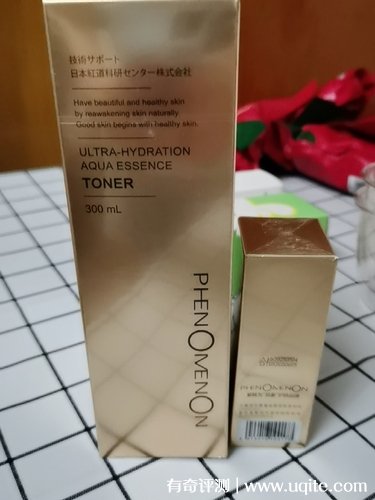 技術サポート
日本紅道科研センター株式会社
Have beautiful and healthy skin
by reawakening skin naturally
Good skin begins with healthy skin.
ULTRA-HYDRATION
AQUA ESSENCE
TONER
300 mL
PHENOMENON
PHENOMENON
有奇评测 | www.uqite.com